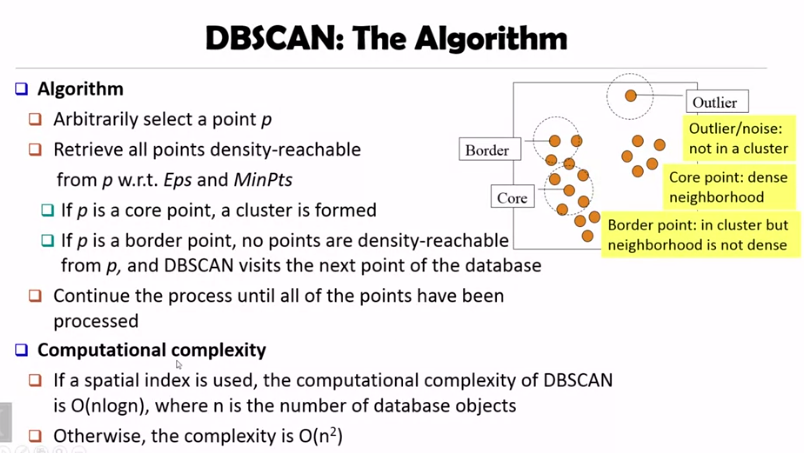 DBSCAN: The Algorithm
Algorithm
Arbitrarily select a point p
Retrieve all points density-reachable
from p w.r.t. Eps and MinPts
If p is a core point, a cluster is formed
If p is a border point, no points are density-reachable
from p, and DBSCAN visits the next point of the database
Continue the process until all of the points have been
processed
Computational complexity
If a spatial index is used, the computational complexity of DBSCAN
is O(nlogn), where n is the number of database objects
Otherwise, the complexity is O(n²)
Outlier
Border
Core
Outlier/noise:
not in a cluster
Core point: dense
neighborhood
Border point: in cluster but
neighborhood is not dense